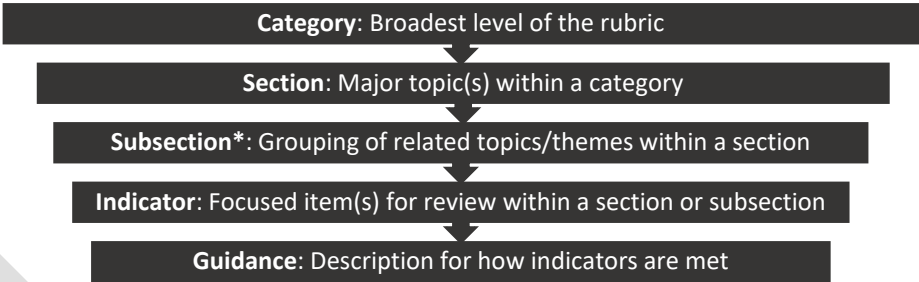 Category: Broadest level of the rubric
Section: Major topic(s) within a category
Subsection*: Grouping of related topics/themes within a section
Indicator: Focused item(s) for review within a section or subsection
Guidance: Description for how indicators are met